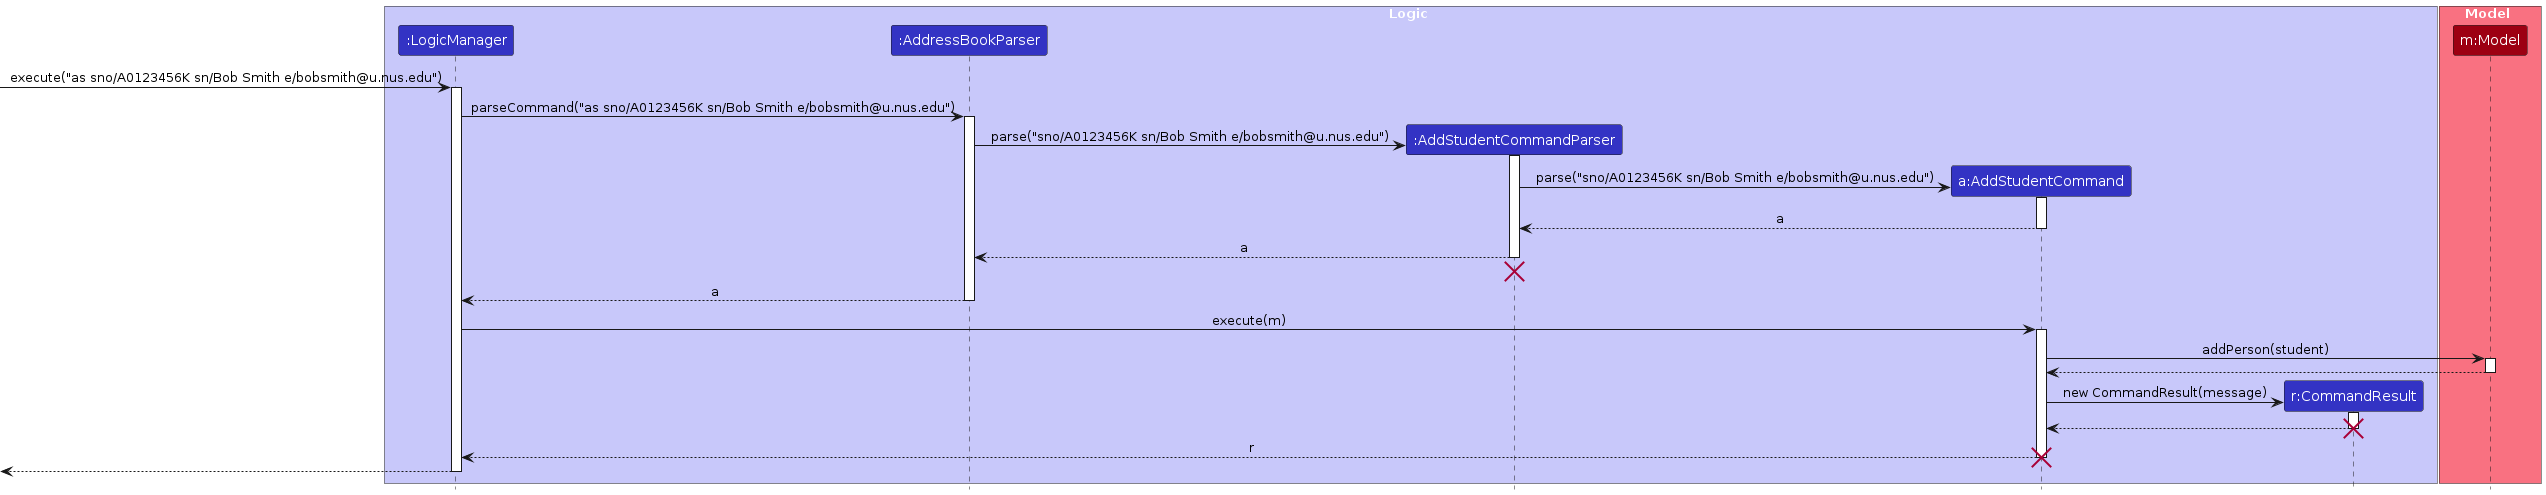 Logic
Model
:LogicManager
:AddressBookParser
m:Model
execute("as sno/A0123456K sn/Bob Smith e/bobsmith@u.nus.edu")
parseCommand("as sno/A0123456K sn/Bob Smith e/bobsmith@u.nus.edu")
parse("sno/A0123456K sn/Bob Smith e/bobsmith@u.nus.edu")
:AddStudentCommandParser
parse("sno/A0123456K sn/Bob Smith e/bobsmith@u.nus.edu")
a:AddStudentCommand
a
a
a
execute(m)
addPerson(student)
new CommandResult(message)
r:CommandResult
r